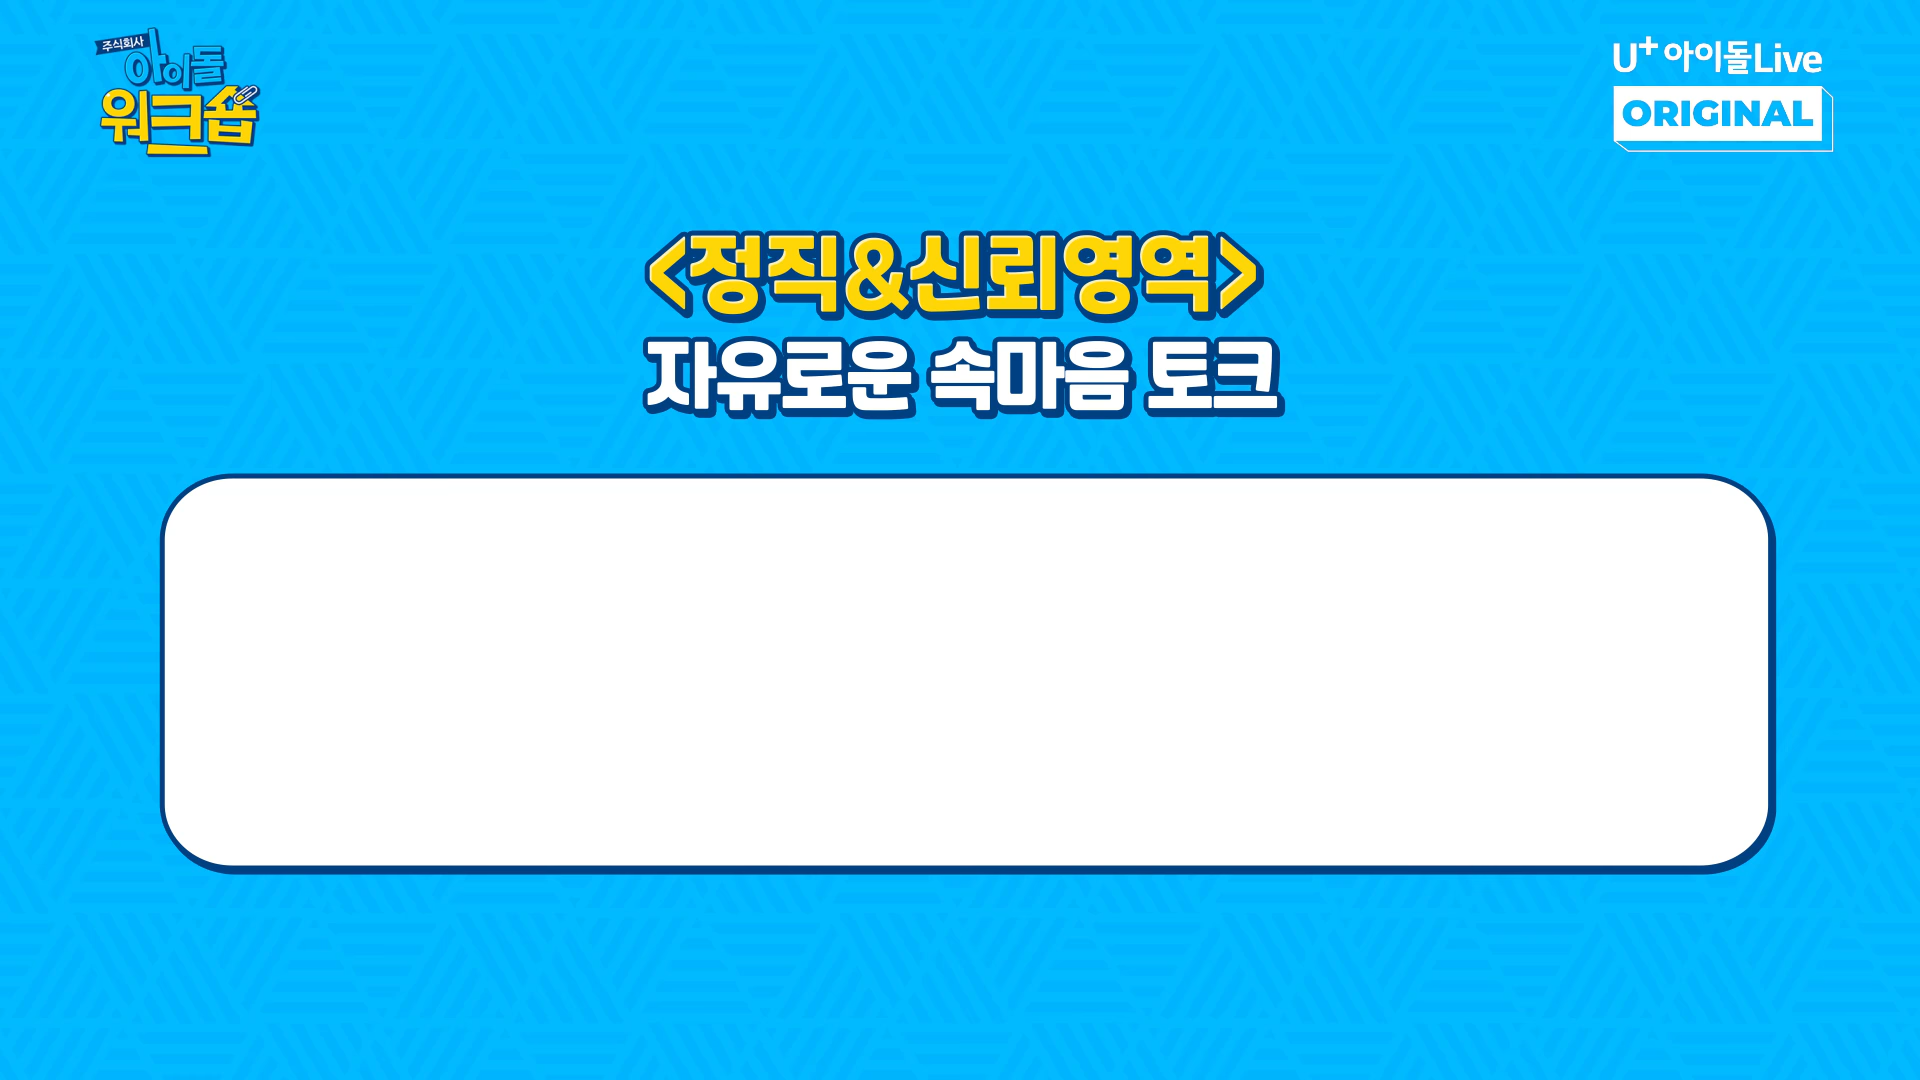 주식회사
아이돌
워크숍
U+아이돌Live
ORIGINAL
<정직&신뢰영역>
자유로운 속마음 토크